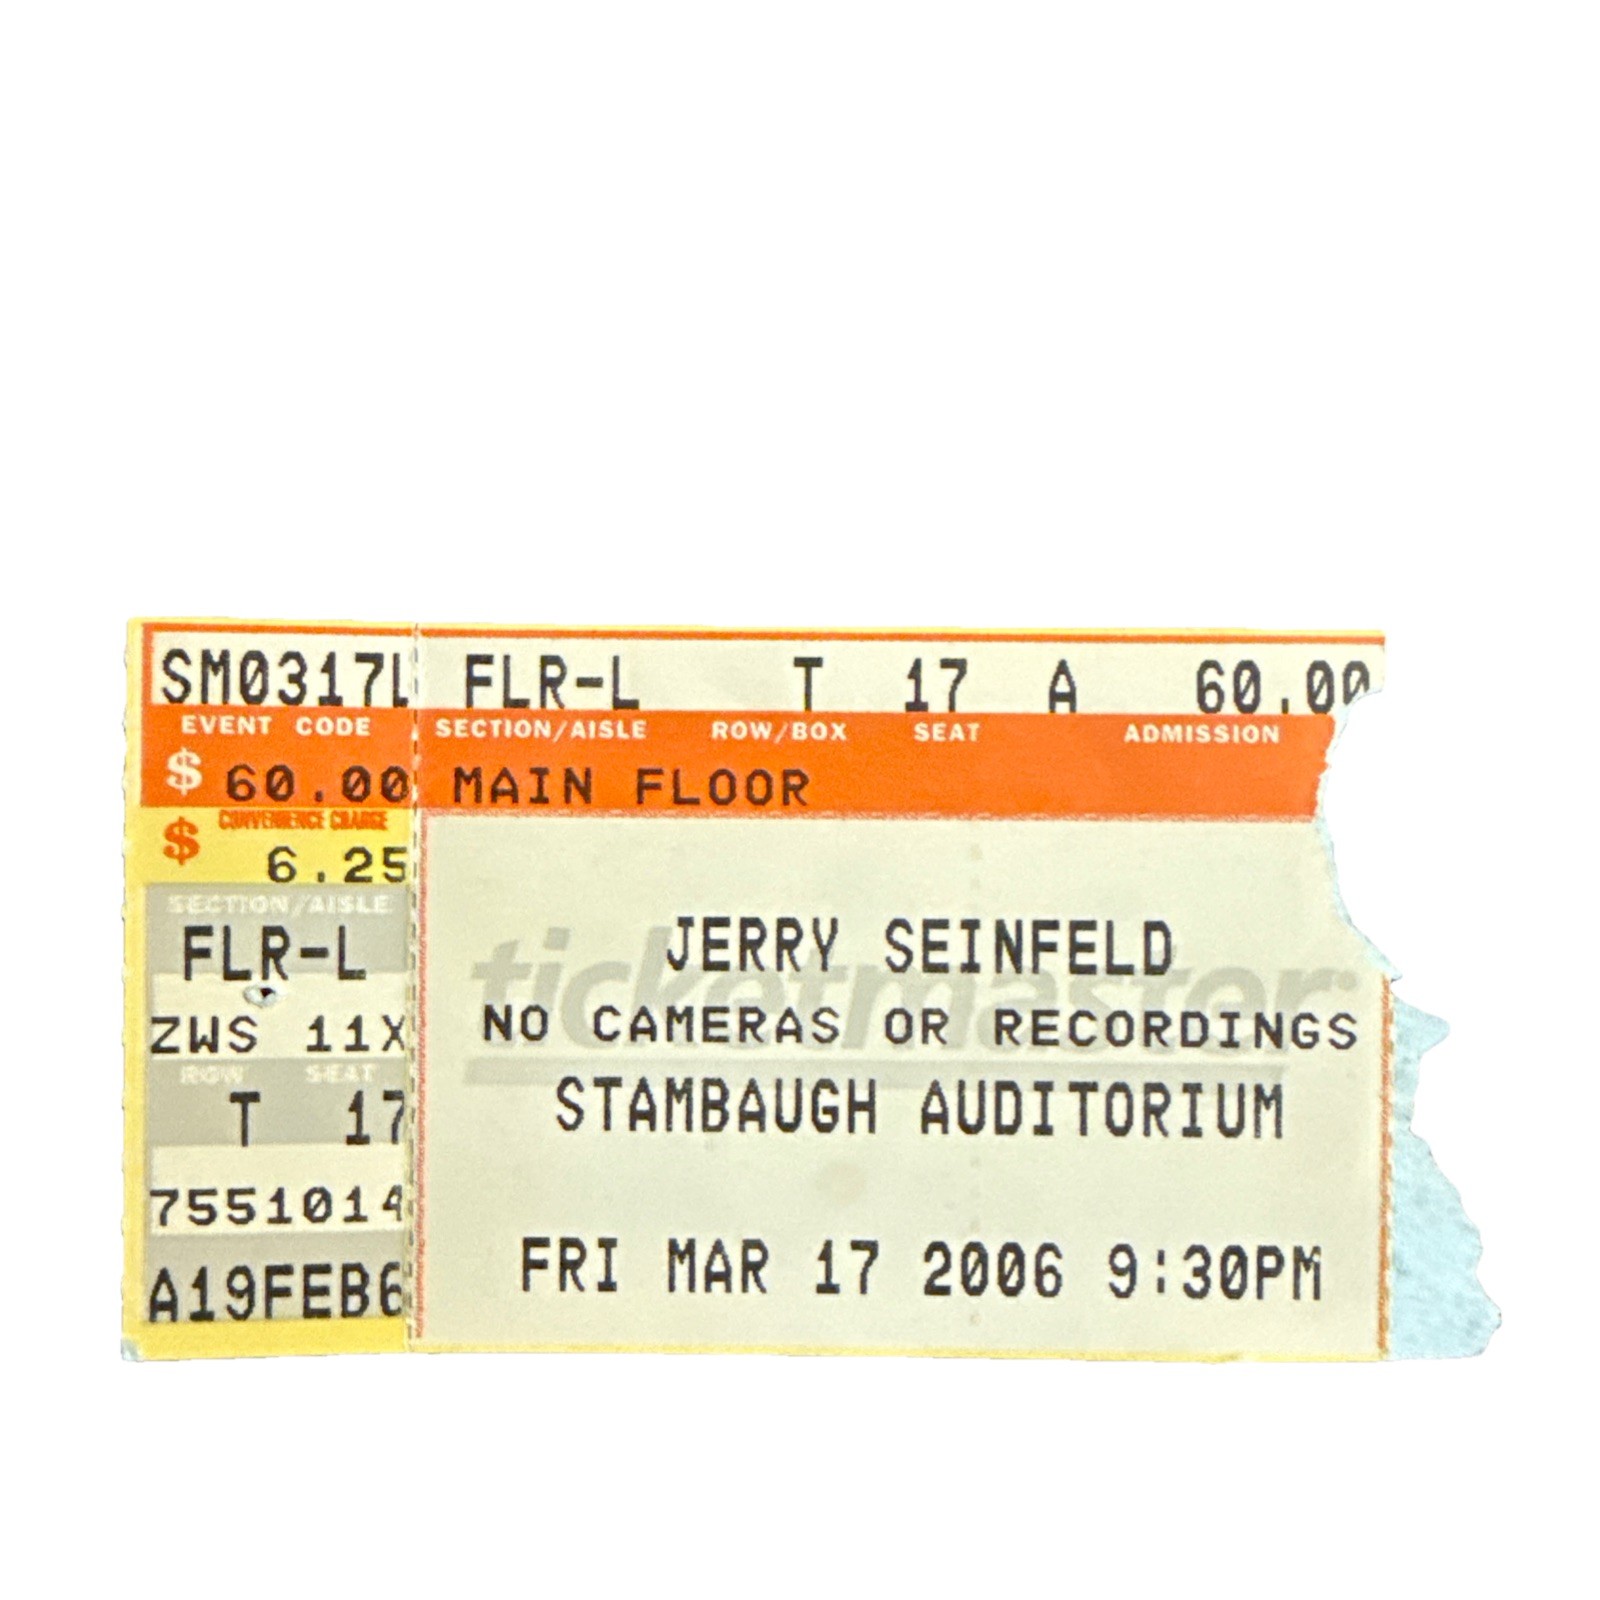 SM0317L FLR-L T 17 A 60.00
EVENT CODE SECTION/AISLE ROW/BOX SEAT ADMISSION
$ 60.00 MAIN FLOOR
$ CONVENIENCE CHARGE
6.25
SECTION/AISLE
FLR-L
ZWS 11X
ROW SEAT
T 17
7551014
A19FEB6
ticketmaster
JERRY SEINFELD
NO CAMERAS OR RECORDINGS
STAMBAUGH AUDITORIUM
FRI MAR 17 2006 9:30PM